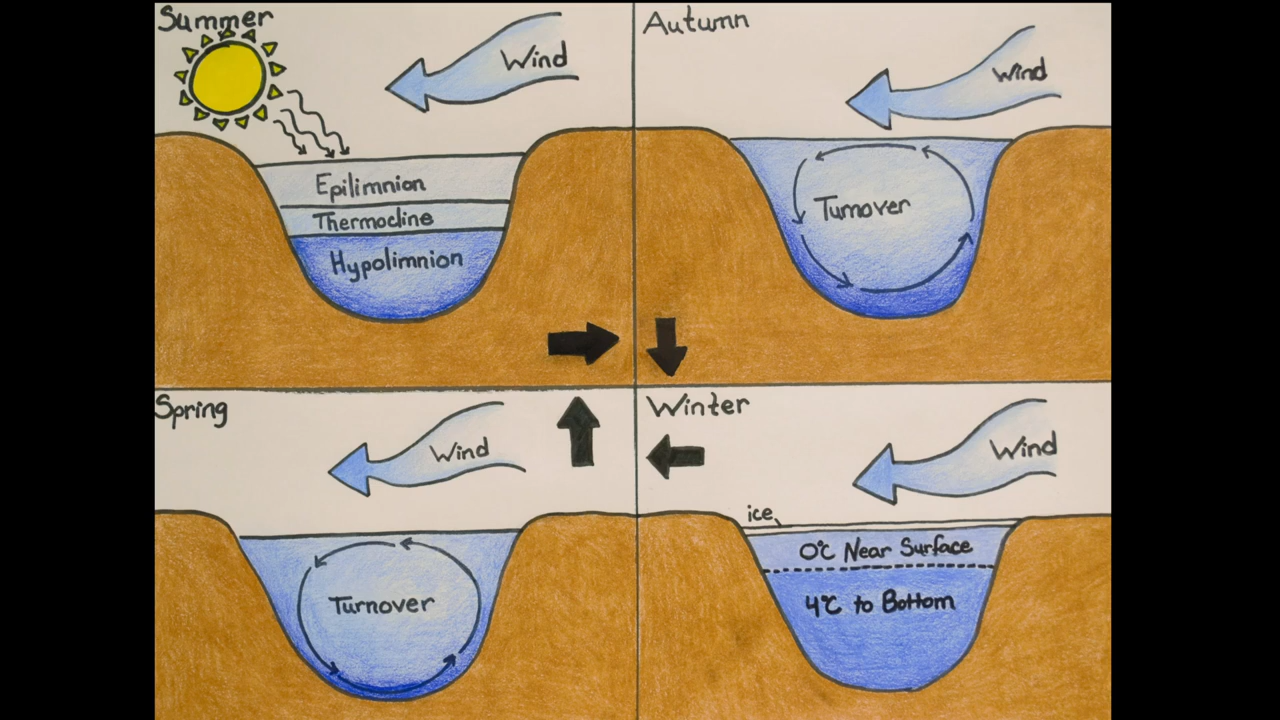 Summer
Wind
Epilimnion
Thermocline
Hypolimnion
Autumn
Wind
Turnover
Spring
Wind
Turnover
Winter
Wind
ice
0°C Near Surface
4°C to Bottom